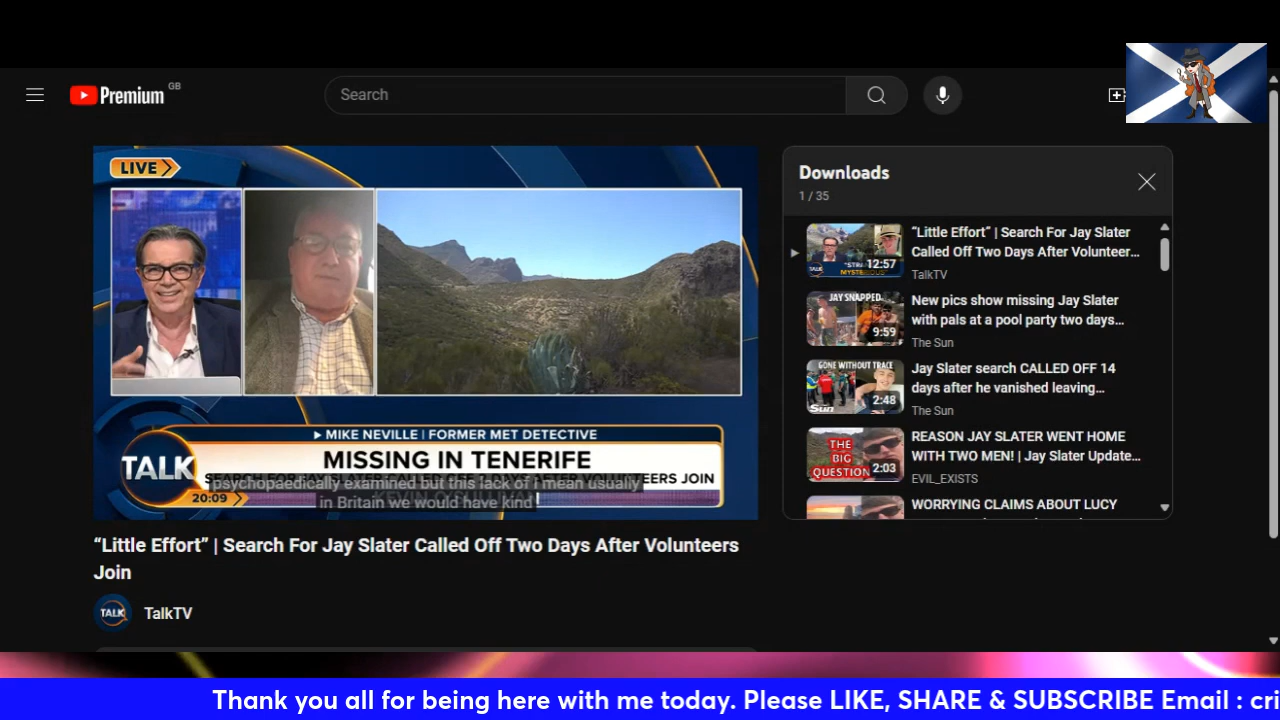 Premium GB
Search
LIVE
MIKE NEVILLE | FORMER MET DETECTIVE
MISSING IN TENERIFE
TALK
EERS JOIN
psychopaedically examined but this lack of i mean usually
in Britain we would have kind
20:09
“Little Effort” | Search For Jay Slater Called Off Two Days After Volunteers
Join
TALK
TalkTV
Downloads
1 / 35
12:57
“Little Effort” | Search For Jay Slater
Called Off Two Days After Volunteer...
TalkTV
JAY SNAPPED
9:59
New pics show missing Jay Slater
with pals at a pool party two days...
The Sun
GONE WITHOUT TRACE
Sun
2:48
Jay Slater search CALLED OFF 14
days after he vanished leaving...
The Sun
THE
BIG
QUESTION
2:03
REASON JAY SLATER WENT HOME
WITH TWO MEN! | Jay Slater Update...
EVIL_EXISTS
WORRYING CLAIMS ABOUT LUCY
Thank you all for being here with me today. Please LIKE, SHARE & SUBSCRIBE Email : cri